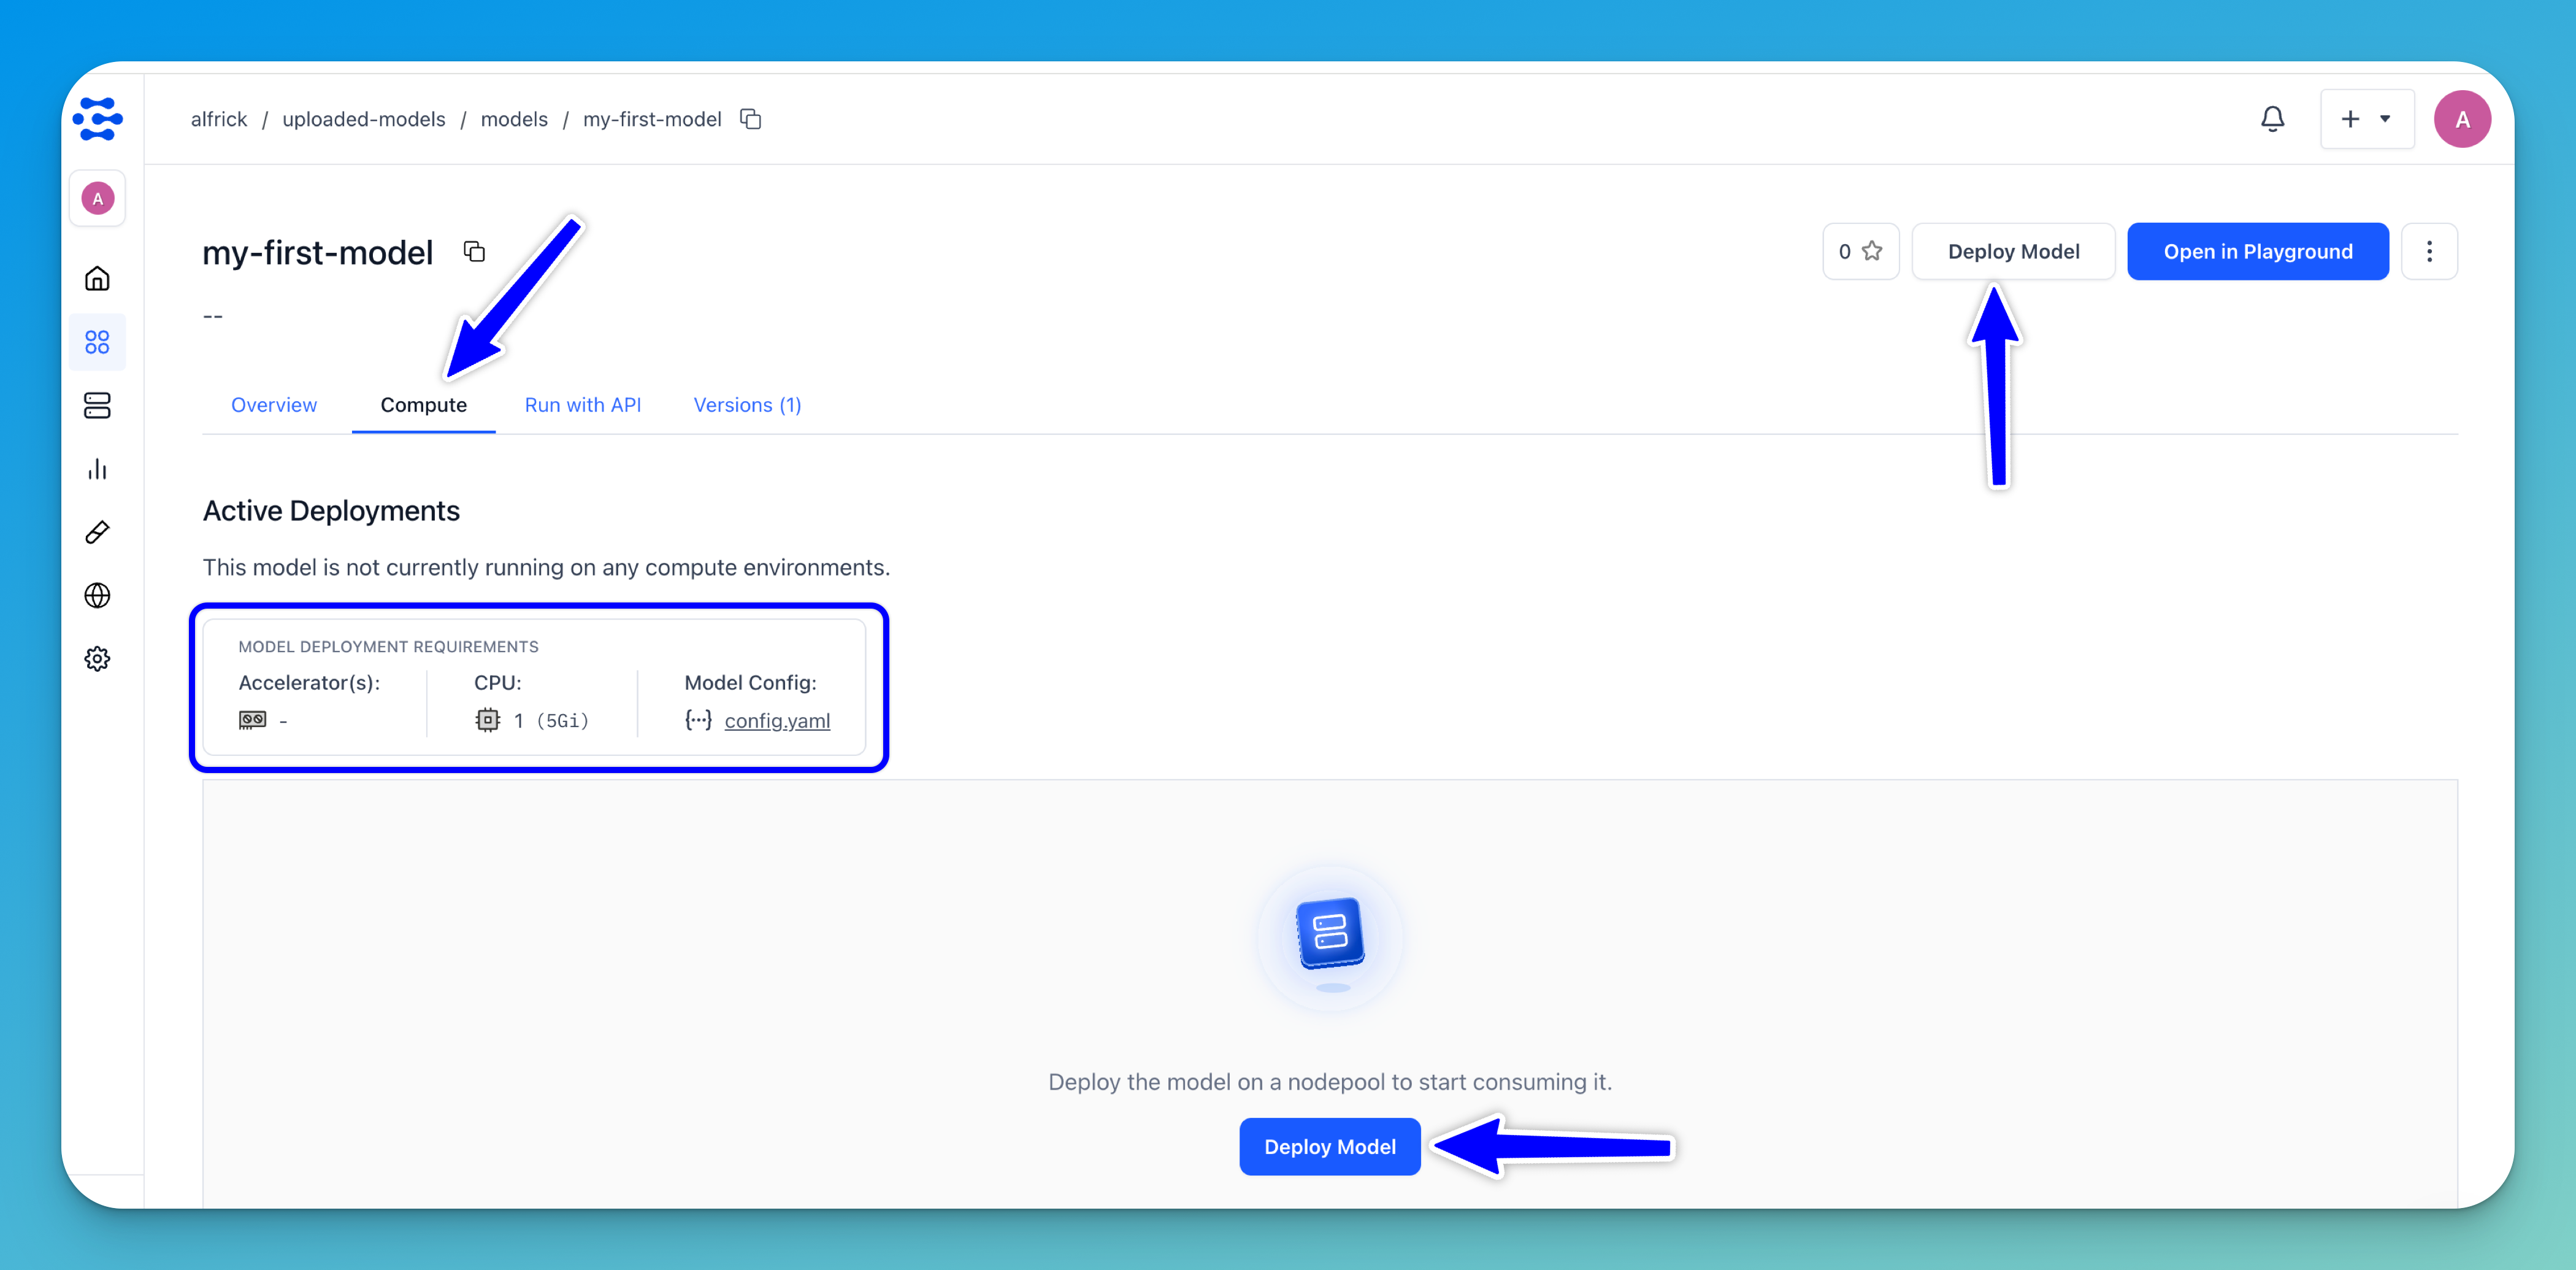 alfrick / uploaded-models / models / my-first-model
+
A
A
my-first-model
0
Deploy Model
Open in Playground
--
Overview
Compute
Run with API
Versions (1)
Active Deployments
This model is not currently running on any compute environments.
MODEL DEPLOYMENT REQUIREMENTS
Accelerator(s):
CPU:
Model Config:
-
1 (5Gi)
config.yaml
Deploy the model on a nodepool to start consuming it.
Deploy Model